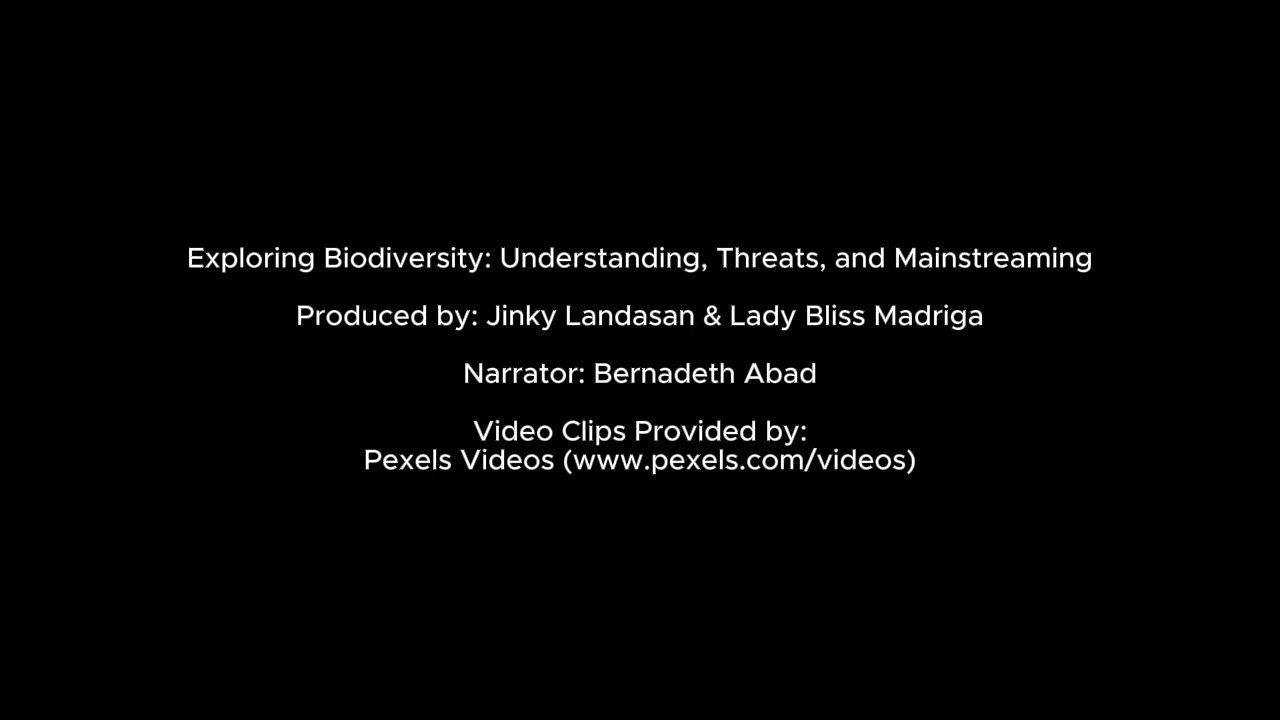 Exploring Biodiversity: Understanding, Threats, and Mainstreaming
Produced by: Jinky Landasan & Lady Bliss Madriga
Narrator: Bernadeth Abad
Video Clips Provided by:
Pexels Videos (www.pexels.com/videos)